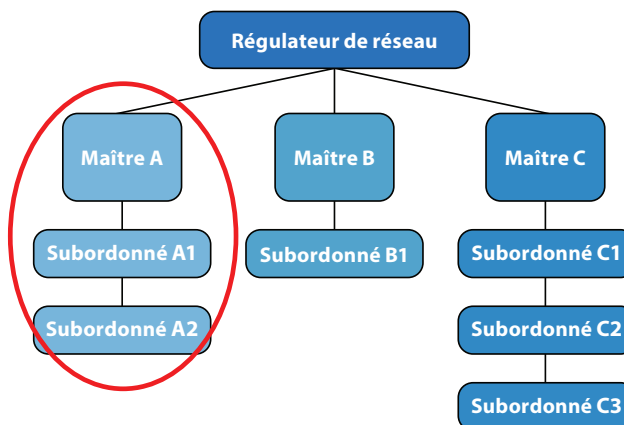 Régulateur de réseau
Maître A
Maître B
Maître C
Subordonné A1
Subordonné B1
Subordonné C1
Subordonné A2
Subordonné C2
Subordonné C3